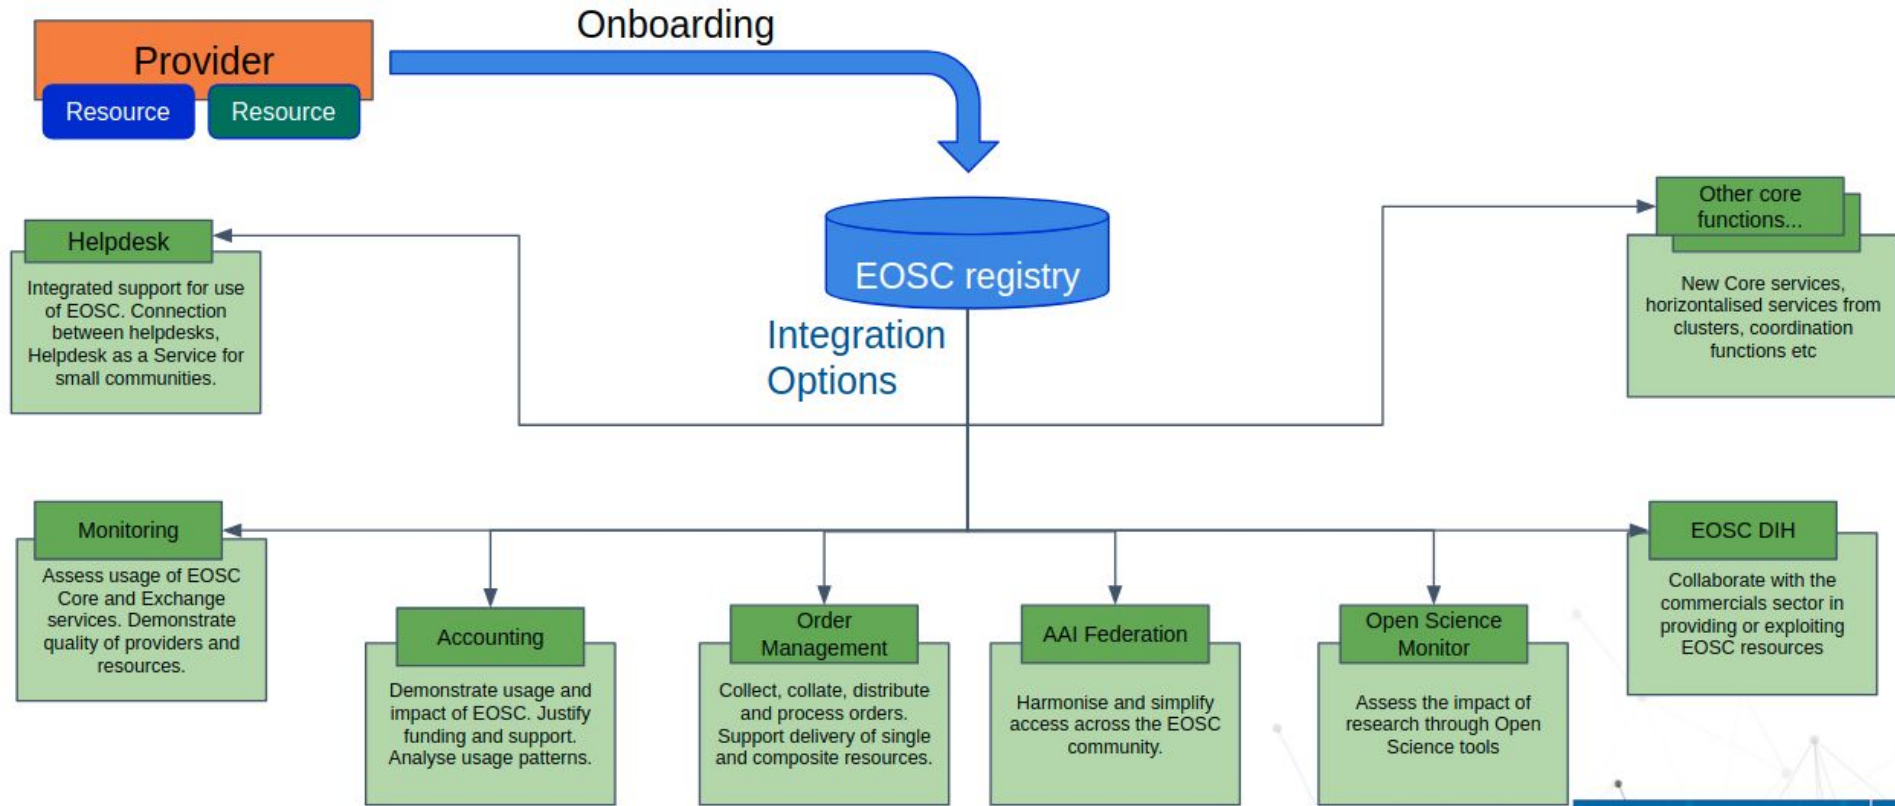 Onboarding
Provider
Resource
Resource
EOSC registry
Integration
Options
Helpdesk
Integrated support for use
of EOSC. Connection
between helpdesks,
Helpdesk as a Service for
small communities.
Other core
functions...
New Core services,
horizontalised services from
clusters, coordination
functions etc
Monitoring
Assess usage of EOSC
Core and Exchange
services. Demonstrate
quality of providers and
resources.
Accounting
Demonstrate usage and
impact of EOSC. Justify
funding and support.
Analyse usage patterns.
Order
Management
Collect, collate, distribute
and process orders.
Support delivery of single
and composite resources.
AAI Federation
Harmonise and simplify
access across the EOSC
community.
Open Science
Monitor
Assess the impact of
research through Open
Science tools
EOSC DIH
Collaborate with the
commercials sector in
providing or exploiting
EOSC resources